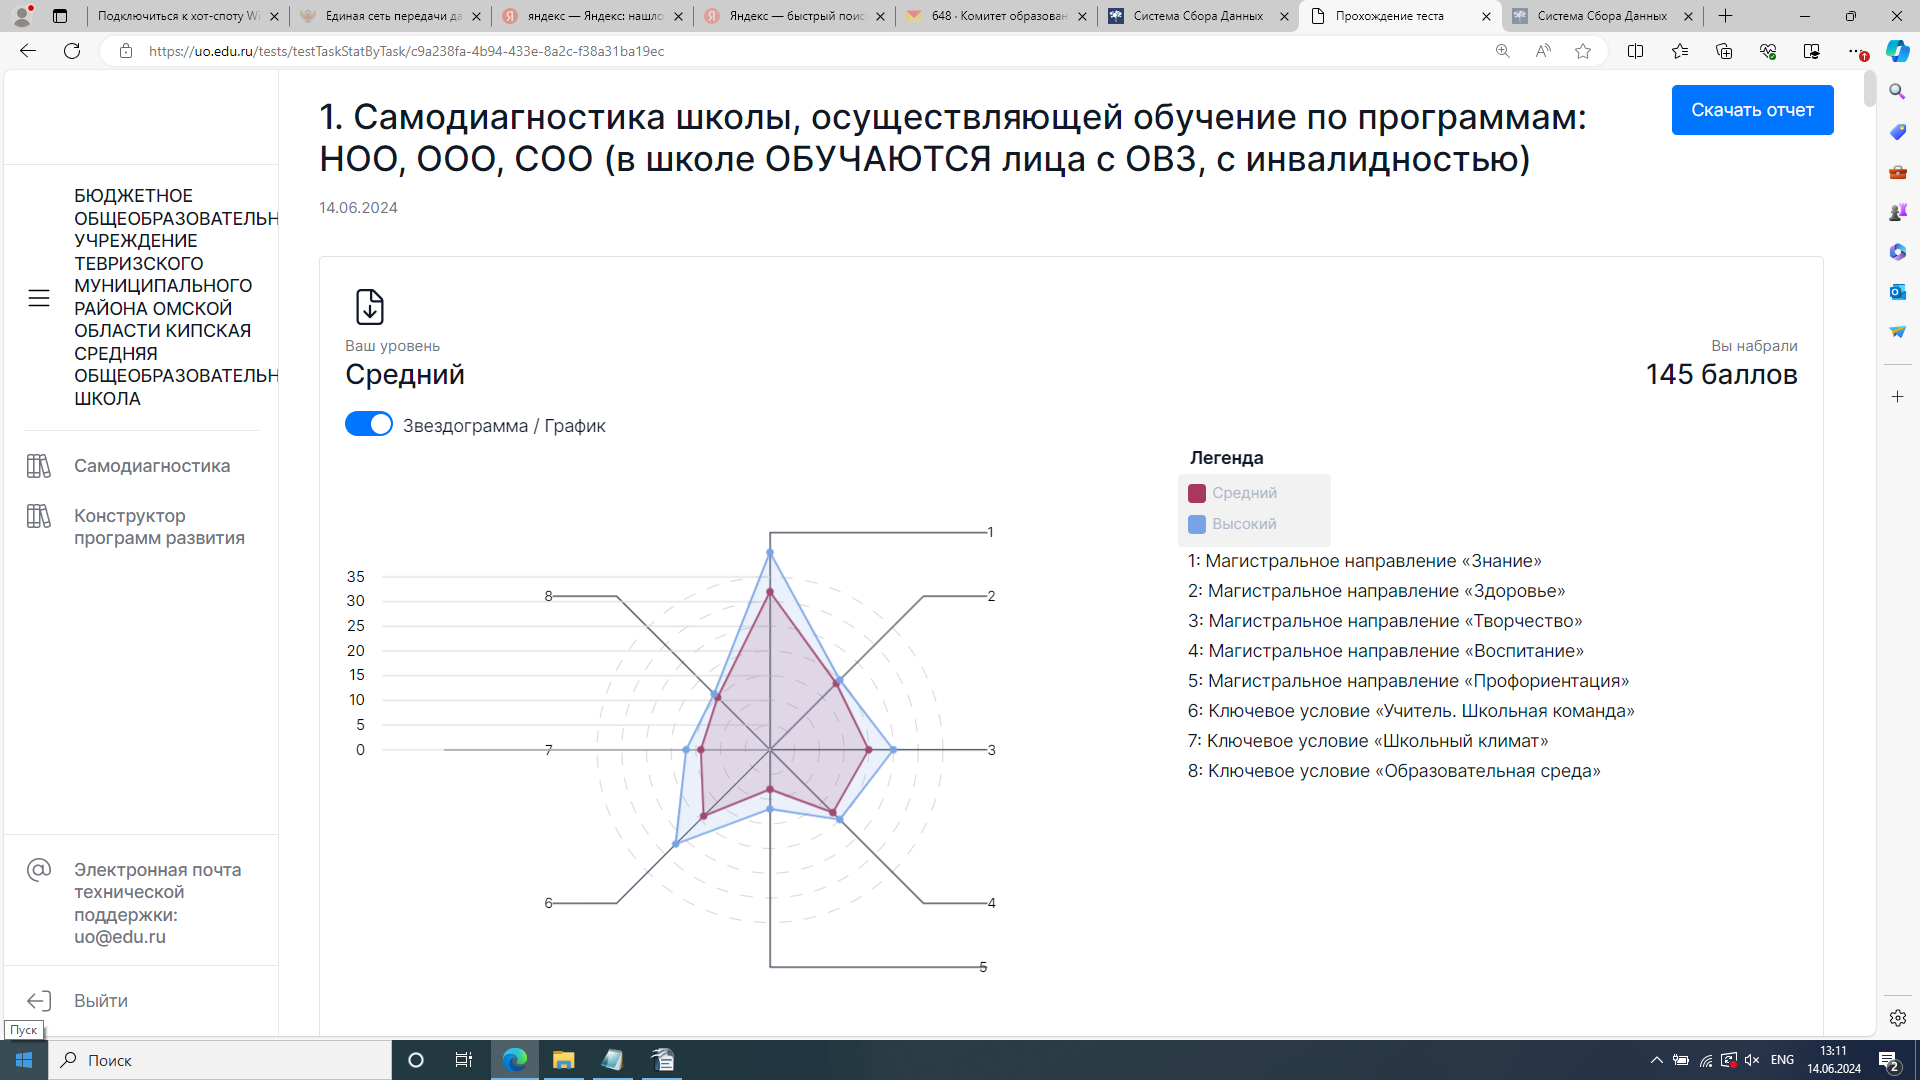 Подключиться к хот-споту Wi
Единая сеть передачи да
яндекс — Яндекс: нашло
Яндекс — быстрый поис
648 · Комитет образован
Система Сбора Данных
Прохождение теста
Система Сбора Данных
https://uo.edu.ru/tests/testTaskStatByTask/c9a238fa-4b94-433e-8a2c-f38a31ba19ec
1. Самодиагностика школы, осуществляющей обучение по программам:
НОО, ООО, СОО (в школе ОБУЧАЮТСЯ лица с ОВЗ, с инвалидностью)
Скачать отчет
14.06.2024
БЮДЖЕТНОЕ
ОБЩЕОБРАЗОВАТЕЛЬН
УЧРЕЖДЕНИЕ
ТЕВРИЗСКОГО
МУНИЦИПАЛЬНОГО
РАЙОНА ОМСКОЙ
ОБЛАСТИ КИПСКАЯ
СРЕДНЯЯ
ОБЩЕОБРАЗОВАТЕЛЬН
ШКОЛА
Самодиагностика
Конструктор
программ развития
Электронная почта
технической
поддержки:
uo@edu.ru
Выйти
Ваш уровень
Средний
Вы набрали
145 баллов
Звездограмма / График
35
30
25
20
15
10
5
0
1
2
3
4
5
6
7
8
Легенда
Средний
Высокий
1: Магистральное направление «Знание»
2: Магистральное направление «Здоровье»
3: Магистральное направление «Творчество»
4: Магистральное направление «Воспитание»
5: Магистральное направление «Профориентация»
6: Ключевое условие «Учитель. Школьная команда»
7: Ключевое условие «Школьный климат»
8: Ключевое условие «Образовательная среда»
Пуск
Поиск
ENG
13:11
14.06.2024
2